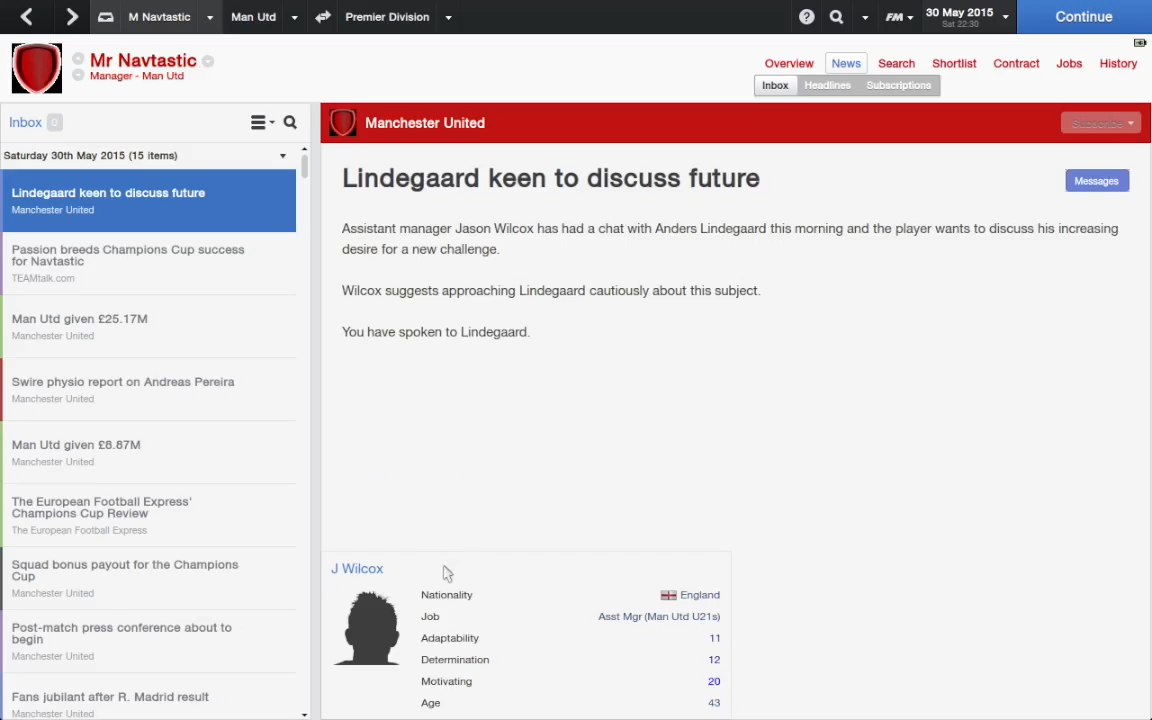 M Navtastic
Man Utd
Premier Division
FM
30 May 2015
Sat 22:30
Continue
Mr Navtastic
Manager - Man Utd
Overview
News
Search
Shortlist
Contract
Jobs
History
Inbox
Headlines
Subscriptions
Inbox 0
Saturday 30th May 2015 (15 items)
Lindegaard keen to discuss future
Manchester United
Passion breeds Champions Cup success
for Navtastic
TEAMtalk.com
Man Utd given £25.17M
Manchester United
Swire physio report on Andreas Pereira
Manchester United
Man Utd given £8.87M
Manchester United
The European Football Express'
Champions Cup Review
The European Football Express
Squad bonus payout for the Champions
Cup
Manchester United
Post-match press conference about to
begin
Manchester United
Fans jubilant after R. Madrid result
Manchester United
Manchester United
Subscribe
Lindegaard keen to discuss future
Messages
Assistant manager Jason Wilcox has had a chat with Anders Lindegaard this morning and the player wants to discuss his increasing
desire for a new challenge.
Wilcox suggests approaching Lindegaard cautiously about this subject.
You have spoken to Lindegaard.
J Wilcox
Nationality England
Job Asst Mgr (Man Utd U21s)
Adaptability 11
Determination 12
Motivating 20
Age 43